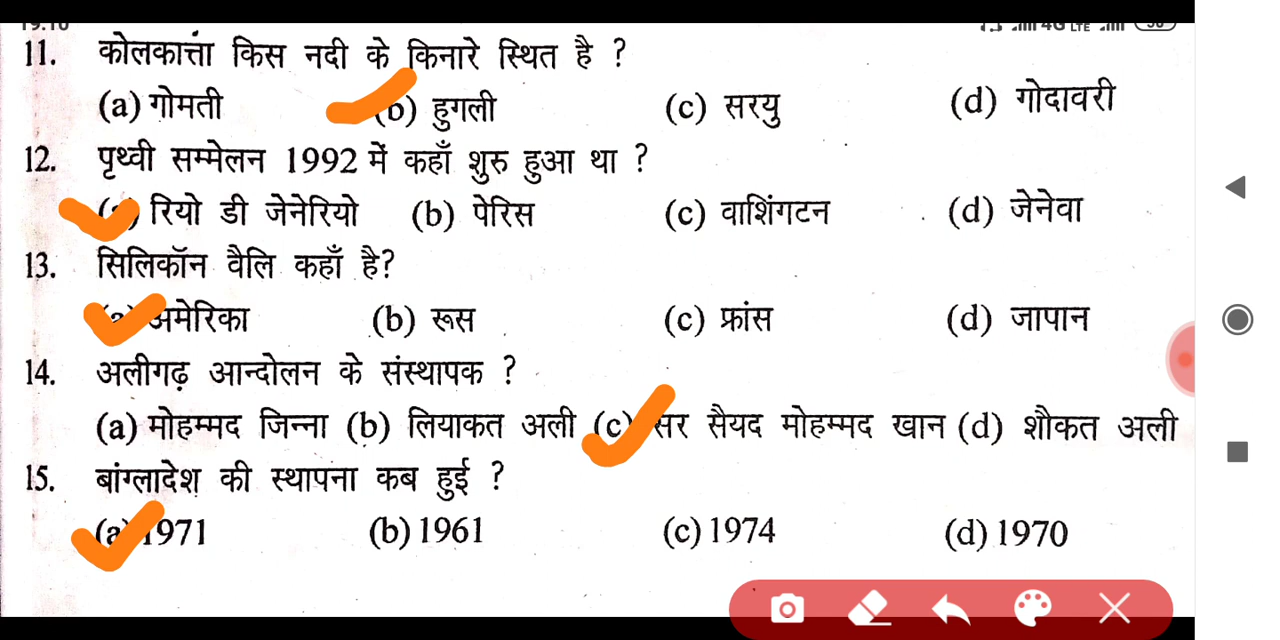 11. कोलकात्ता किस नदी के किनारे स्थित है ?
(a) गोमती (b) हुगली (c) सरयु (d) गोदावरी
12. पृथ्वी सम्मेलन 1992 में कहाँ शुरु हुआ था ?
रियो डी जेनेरियो (b) पेरिस (c) वाशिंगटन (d) जेनेवा
13. सिलिकॉन वैलि कहाँ है?
(a) अमेरिका (b) रूस (c) फ्रांस (d) जापान
14. अलीगढ़ आन्दोलन के संस्थापक ?
(a) मोहम्मद जिन्ना (b) लियाकत अली (c) सर सैयद मोहम्मद खान (d) शौकत अली
15. बांग्लादेश की स्थापना कब हुई ?
(a) 1971 (b) 1961 (c) 1974 (d) 1970